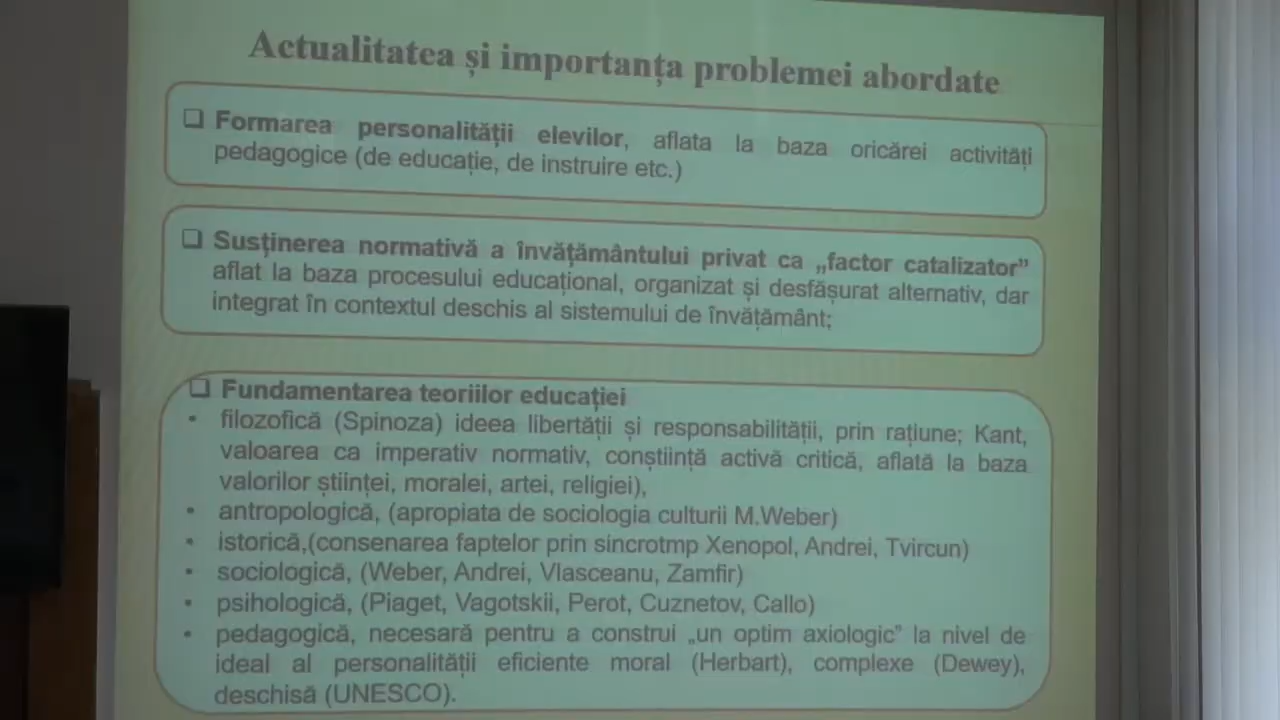 Actualitatea și importanța problemei abordate
❑ Formarea personalității elevilor, aflata la baza oricărei activități
pedagogice (de educație, de instruire etc.)
❑ Susținerea normativă a învățământului privat ca „factor catalizator”
aflat la baza procesului educațional, organizat și desfășurat alternativ, dar
integrat în contextul deschis al sistemului de învățământ;
❑ Fundamentarea teoriilor educației
• filozofică (Spinoza) ideea libertății și responsabilității, prin rațiune; Kant,
valoarea ca imperativ normativ, conștiință activă critică, aflată la baza
valorilor științei, moralei, artei, religiei),
• antropologică, (apropiata de sociologia culturii M.Weber)
• istorică,(consenarea faptelor prin sincrotmp Xenopol, Andrei, Tvircun)
• sociologică, (Weber, Andrei, Vlasceanu, Zamfir)
• psihologică, (Piaget, Vagotskii, Perot, Cuznetov, Callo)
• pedagogică, necesară pentru a construi „un optim axiologic” la nivel de
ideal al personalității eficiente moral (Herbart), complexe (Dewey),
deschisă (UNESCO).